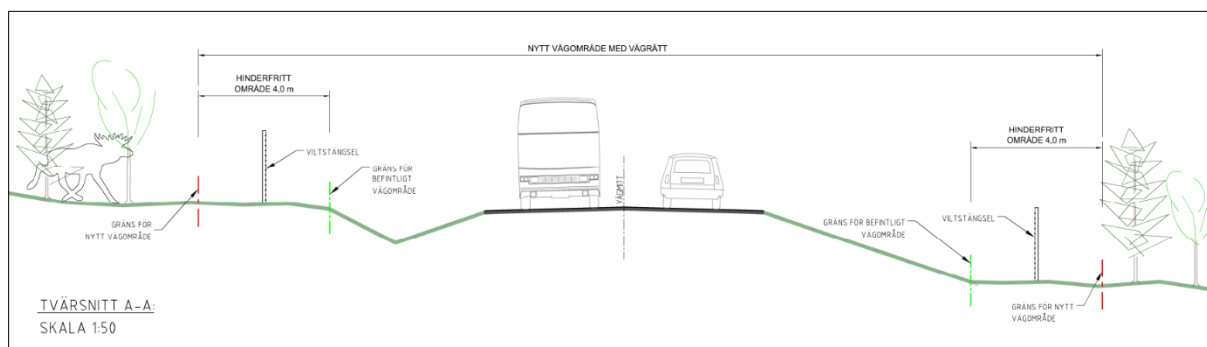 NYTT VÄGOMRÅDE MED VÄGRÄTT
HINDERFRITT
OMRÅDE 4,0 m
VILTSTÄNGSEL
GRÄNS FÖR
BEFINTLIGT
VÄGOMRÅDE
GRÄNS FÖR
NYTT VÄGOMRÅDE
VÄGMITT
HINDERFRITT
OMRÅDE 4,0 m
GRÄNS FÖR BEFINTLIGT
VÄGOMRÅDE
VILTSTÄNGSEL
GRÄNS FÖR NYTT
VÄGOMRÅDE
TVÄRSNITT A-A:
SKALA 1:50